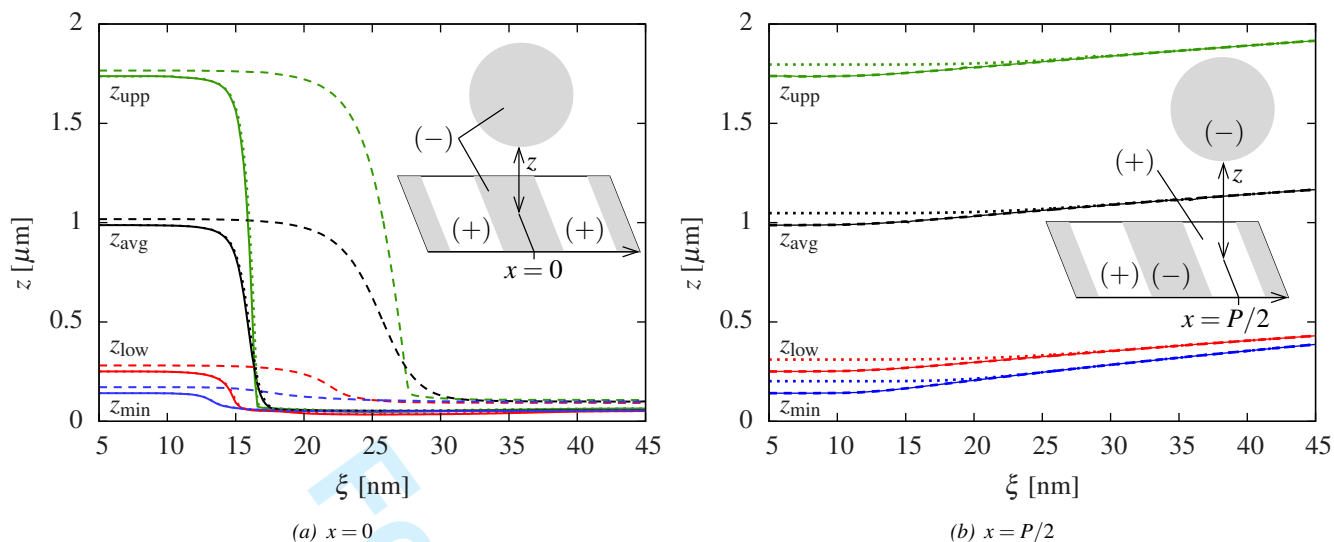 2
1.5
1
0.5
0
z [μm]
5 10 15 20 25 30 35 40 45
ξ [nm]
z_upp
z_avg
z_low
z_min
(−)
z
(+) (+)
x = 0
(a) x = 0
2
1.5
1
0.5
0
z [μm]
5 10 15 20 25 30 35 40 45
ξ [nm]
z_upp
z_avg
z_low
z_min
(−)
(+)
z
(+) (−)
x = P/2
(b) x = P/2